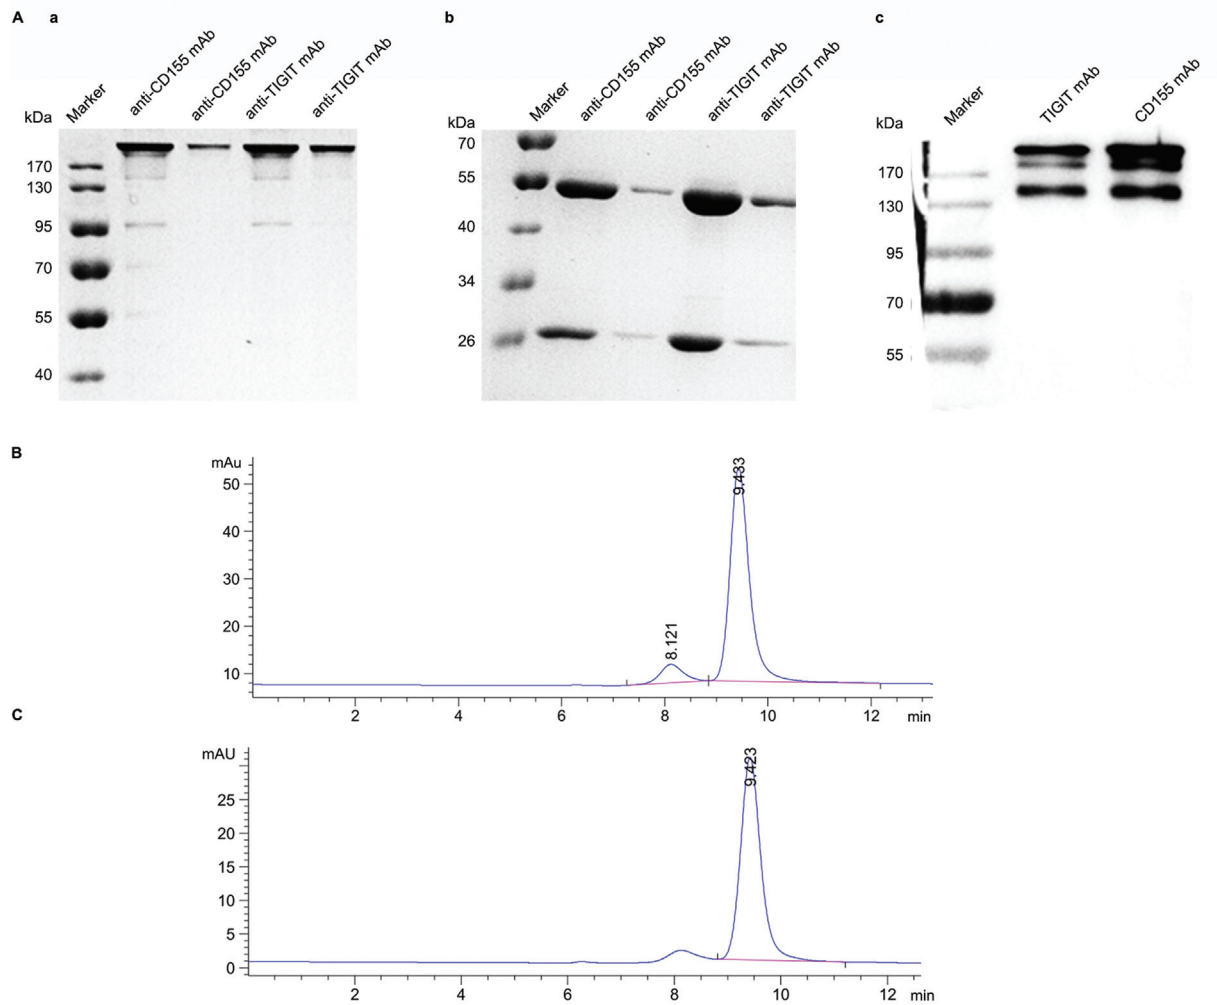 A a b c
Marker anti-CD155 mAb anti-CD155 mAb anti-TIGIT mAb anti-TIGIT mAb
kDa
170
130
95
70
55
40
Marker anti-CD155 mAb anti-CD155 mAb anti-TIGIT mAb anti-TIGIT mAb
kDa
70
55
40
34
26
Marker TIGIT mAb CD155 mAb
kDa
170
130
95
70
55
B
mAu
50
40
30
20
10
8.121
9.433
2 4 6 8 10 12 min
C
mAU
25
20
15
10
5
0
9.423
2 4 6 8 10 12 min